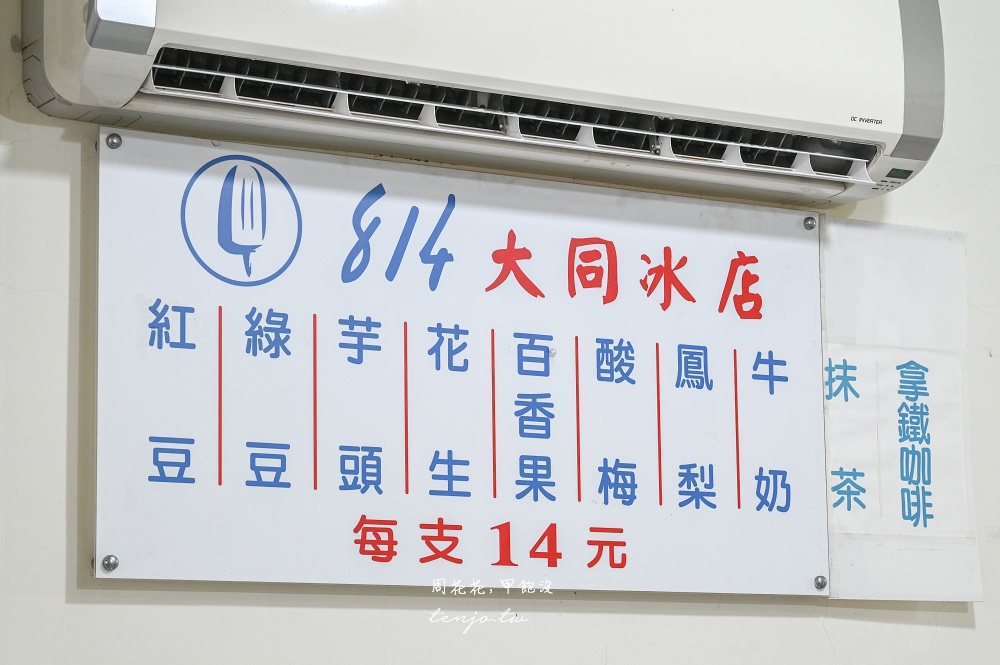 DC INVERTER
814 大同冰店
紅豆
綠豆
芋頭
花生
百香果
酸梅
鳳梨
牛奶
抹茶
拿鐵咖啡
每支14元
周花花, 甲飽沒
tenjo.tw